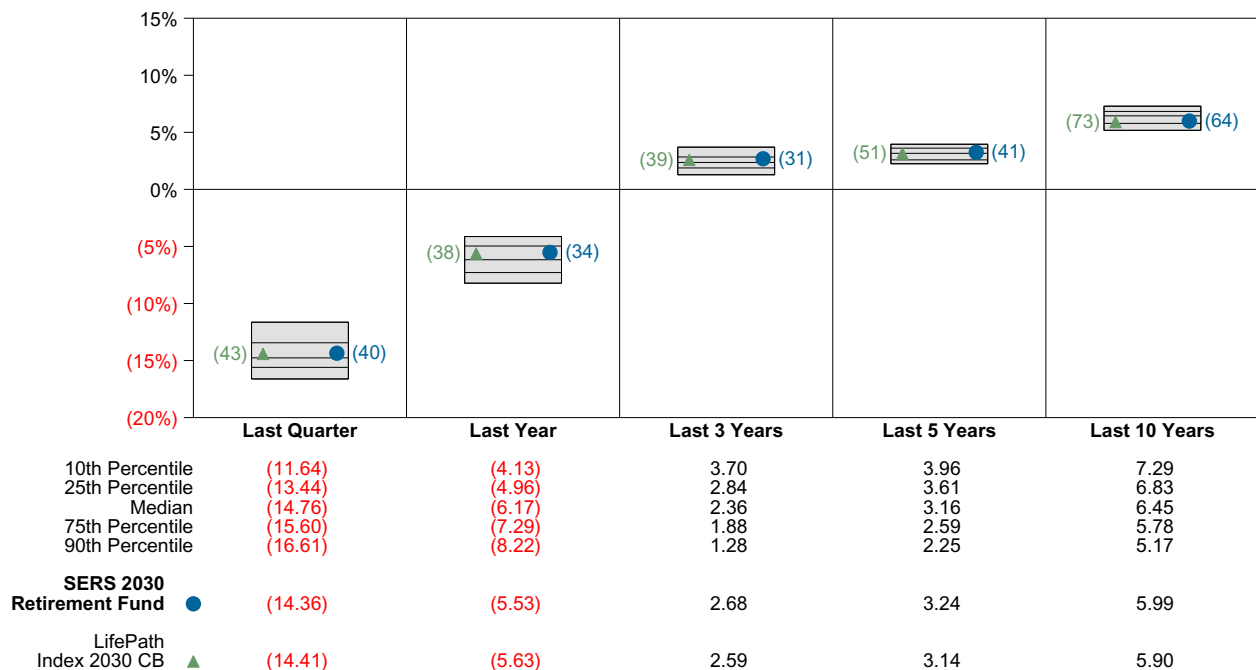 15%
10%
5%
0%
(5%)
(10%)
(15%)
(20%)
(43) (40)
(38) (34)
(39) (31)
(51) (41)
(73) (64)
Last Quarter Last Year Last 3 Years Last 5 Years Last 10 Years
10th Percentile (11.64) (4.13) 3.70 3.96 7.29
25th Percentile (13.44) (4.96) 2.84 3.61 6.83
Median (14.76) (6.17) 2.36 3.16 6.45
75th Percentile (15.60) (7.29) 1.88 2.59 5.78
90th Percentile (16.61) (8.22) 1.28 2.25 5.17
SERS 2030
Retirement Fund (14.36) (5.53) 2.68 3.24 5.99
LifePath
Index 2030 CB (14.41) (5.63) 2.59 3.14 5.90